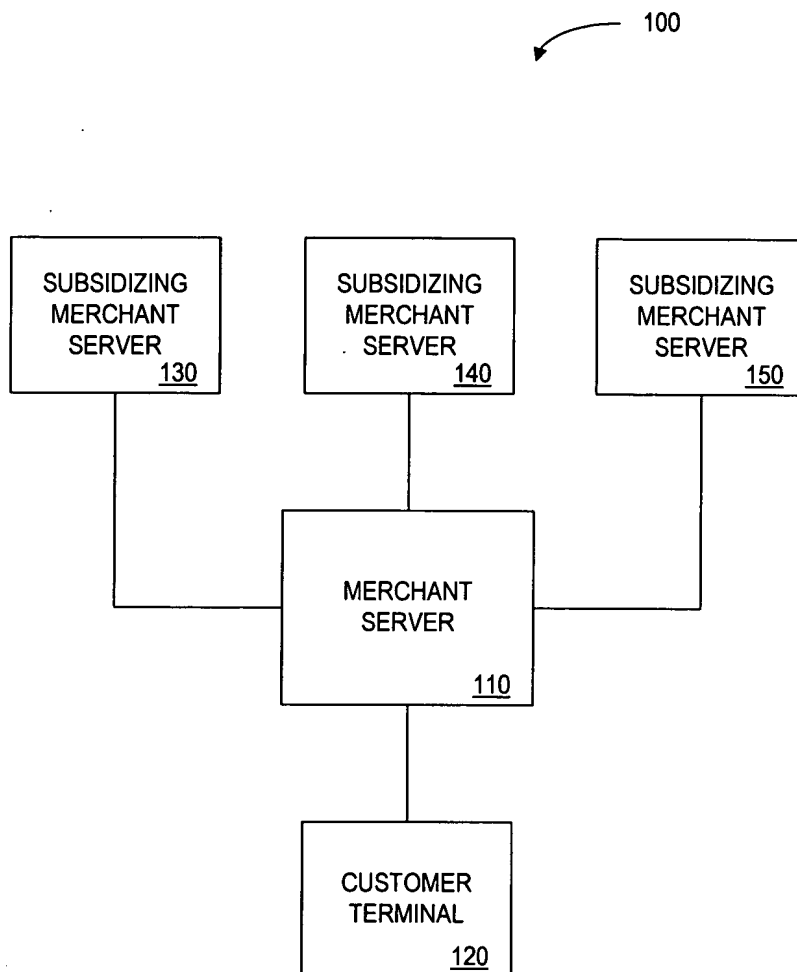 100
SUBSIDIZING
MERCHANT
SERVER
130
SUBSIDIZING
MERCHANT
SERVER
140
SUBSIDIZING
MERCHANT
SERVER
150
MERCHANT
SERVER
110
CUSTOMER
TERMINAL
120